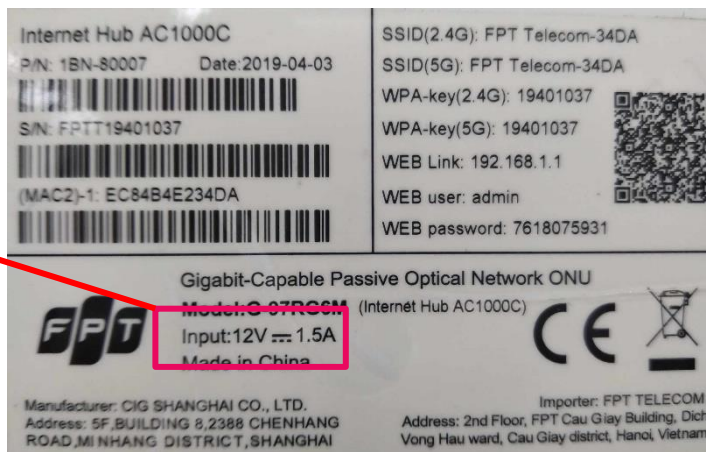 Internet Hub AC1000C
P/N: 1BN-80007 Date:2019-04-03
S/N: FPTT19401037
(MAC2)-1: EC84B4E234DA
SSID(2.4G): FPT Telecom-34DA
SSID(5G): FPT Telecom-34DA
WPA-key(2.4G): 19401037
WPA-key(5G): 19401037
WEB Link: 192.168.1.1
WEB user: admin
WEB password: 7618075931
Gigabit-Capable Passive Optical Network ONU
FPT
Model:G-97RG6M (Internet Hub AC1000C)
Input:12V ⎓ 1.5A
Made in China
CE
Manufacturer: CIG SHANGHAI CO., LTD.
Address: 5F,BUILDING 8,2388 CHENHANG
ROAD,MINHANG DISTRICT,SHANGHAI
Importer: FPT TELECOM
Address: 2nd Floor, FPT Cau Giay Building, Dich
Vong Hau ward, Cau Giay district, Hanoi, Vietnam